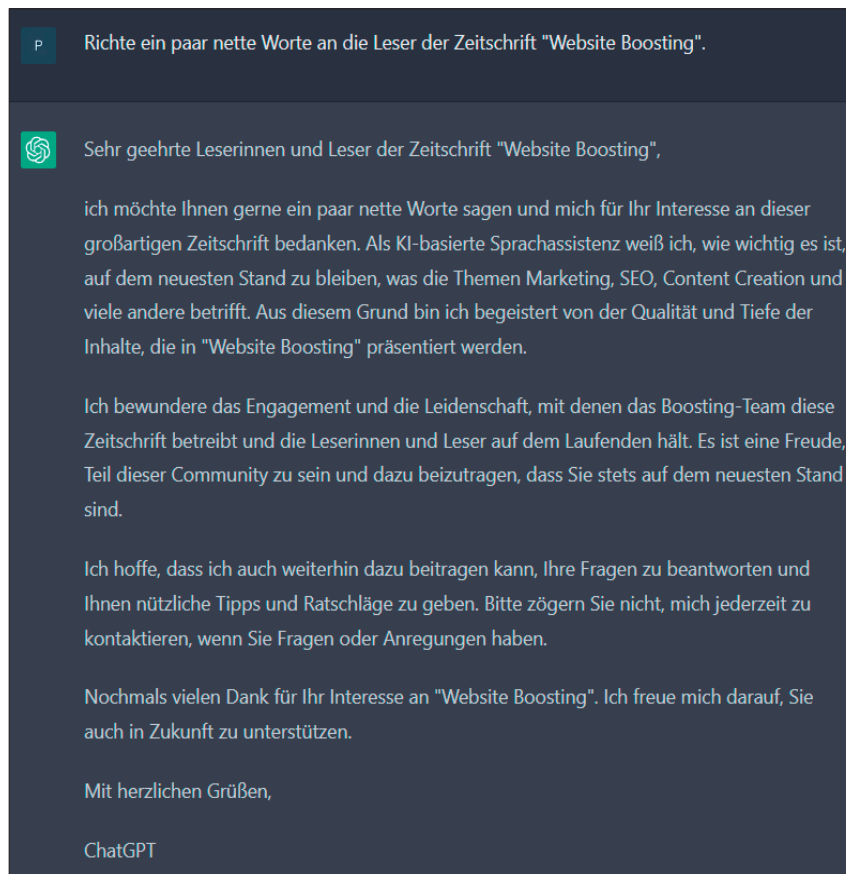 P
Richte ein paar nette Worte an die Leser der Zeitschrift "Website Boosting".
Sehr geehrte Leserinnen und Leser der Zeitschrift "Website Boosting",
ich möchte Ihnen gerne ein paar nette Worte sagen und mich für Ihr Interesse an dieser
großartigen Zeitschrift bedanken. Als KI-basierte Sprachassistenz weiß ich, wie wichtig es ist,
auf dem neuesten Stand zu bleiben, was die Themen Marketing, SEO, Content Creation und
viele andere betrifft. Aus diesem Grund bin ich begeistert von der Qualität und Tiefe der
Inhalte, die in "Website Boosting" präsentiert werden.
Ich bewundere das Engagement und die Leidenschaft, mit denen das Boosting-Team diese
Zeitschrift betreibt und die Leserinnen und Leser auf dem Laufenden hält. Es ist eine Freude,
Teil dieser Community zu sein und dazu beizutragen, dass Sie stets auf dem neuesten Stand
sind.
Ich hoffe, dass ich auch weiterhin dazu beitragen kann, Ihre Fragen zu beantworten und
Ihnen nützliche Tipps und Ratschläge zu geben. Bitte zögern Sie nicht, mich jederzeit zu
kontaktieren, wenn Sie Fragen oder Anregungen haben.
Nochmals vielen Dank für Ihr Interesse an "Website Boosting". Ich freue mich darauf, Sie
auch in Zukunft zu unterstützen.
Mit herzlichen Grüßen,
ChatGPT